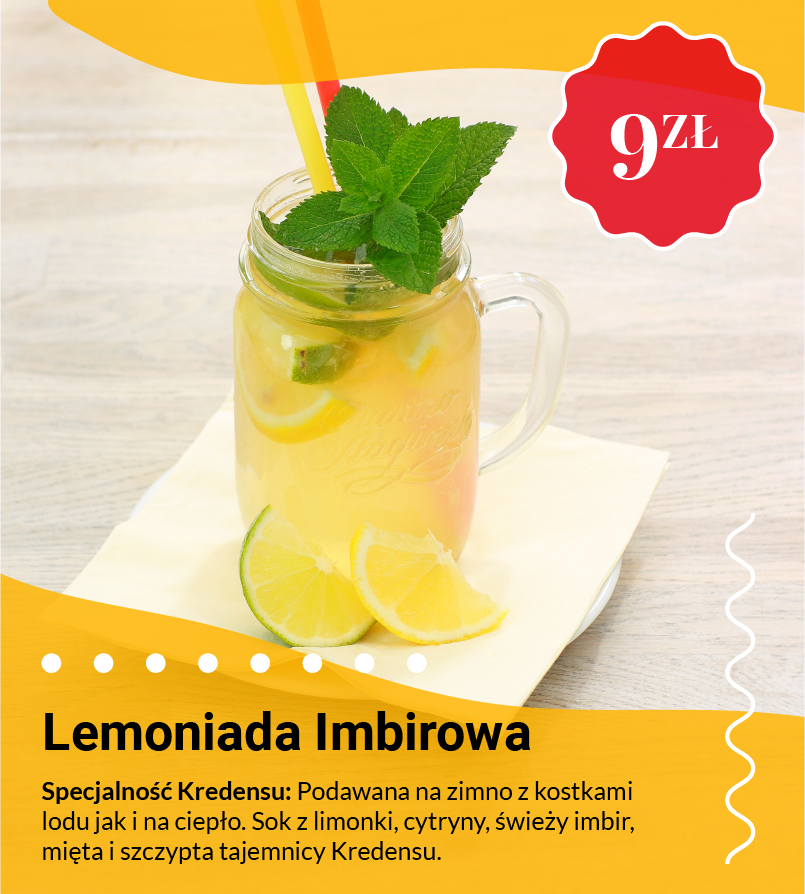 9ZŁ
Lemoniada Imbirowa
Specjalność Kredensu: Podawana na zimno z kostkami
lodu jak i na ciepło. Sok z limonki, cytryny, świeży imbir,
mięta i szczypta tajemnicy Kredensu.